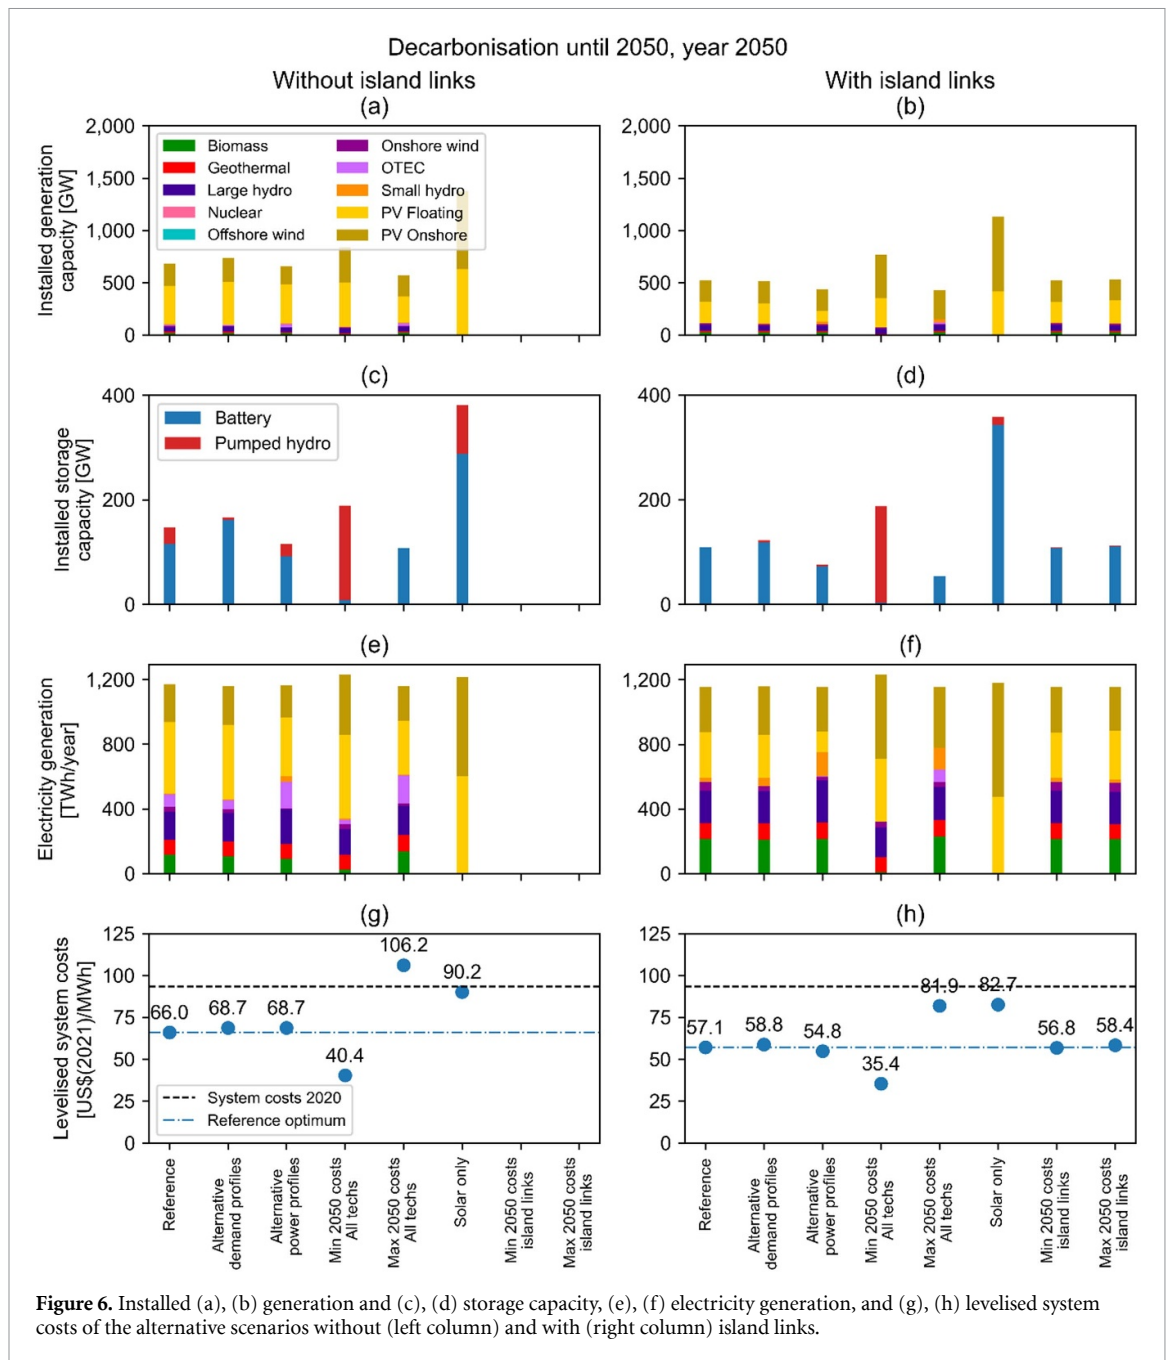 Decarbonisation until 2050, year 2050
Without island links
With island links
(a)
(b)
Installed generation
capacity [GW]
2,000
1,500
1,000
500
0
Biomass
Geothermal
Large hydro
Nuclear
Offshore wind
Onshore wind
OTEC
Small hydro
PV Floating
PV Onshore
2,000
1,500
1,000
500
0
(c)
(d)
Installed storage
capacity [GW]
400
200
0
Battery
Pumped hydro
400
200
0
(e)
(f)
Electricity generation
[TWh/year]
1,200
800
400
0
1,200
800
400
0
(g)
(h)
Levelised system costs
[US$(2021)/MWh]
125
100
75
50
25
0
66.0
68.7
68.7
40.4
106.2
90.2
System costs 2020
Reference optimum
125
100
75
50
25
0
57.1
58.8
54.8
35.4
81.9
82.7
56.8
58.4
Reference
Alternative
demand profiles
Alternative
power profiles
Min 2050 costs
All techs
Max 2050 costs
All techs
Solar only
Min 2050 costs
island links
Max 2050 costs
island links
Reference
Alternative
demand profiles
Alternative
power profiles
Min 2050 costs
All techs
Max 2050 costs
All techs
Solar only
Min 2050 costs
island links
Max 2050 costs
island links
Figure 6. Installed (a), (b) generation and (c), (d) storage capacity, (e), (f) electricity generation, and (g), (h) levelised system
costs of the alternative scenarios without (left column) and with (right column) island links.